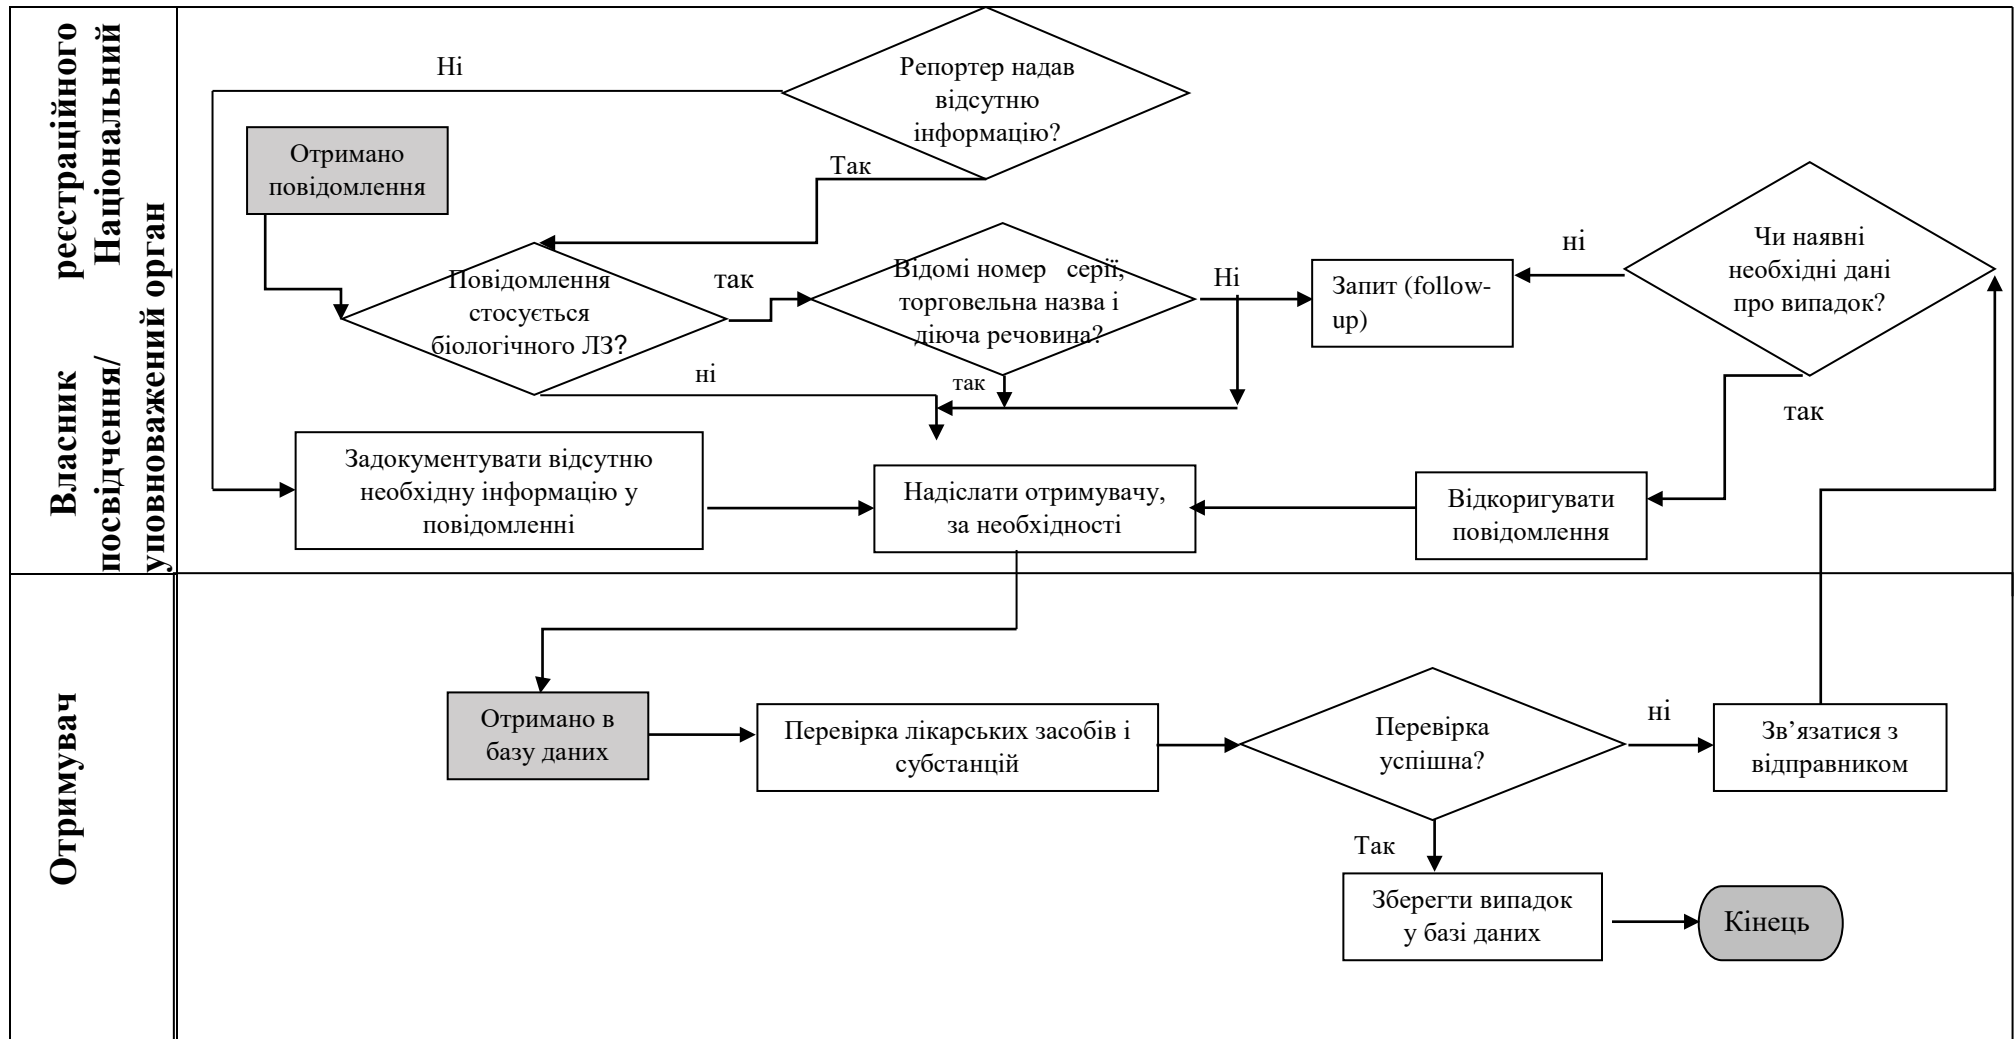 Власник реєстраційного
посвідчення/ Національний
уповноважений орган
Ні
Репортер надав
відсутню
інформацію?
Так
Отримано
повідомлення
Повідомлення
стосується
біологічного ЛЗ?
так
ні
Відомі номер серії,
торговельна назва і
діюча речовина?
Ні
так
Запит (follow-
up)
ні
Чи наявні
необхідні дані
про випадок?
так
Задокументувати відсутню
необхідну інформацію у
повідомленні
Надіслати отримувачу,
за необхідності
Відкоригувати
повідомлення
Отримувач
Отримано в
базу даних
Перевірка лікарських засобів і
субстанцій
Перевірка
успішна?
ні
Зв’язатися з
відправником
Так
Зберегти випадок
у базі даних
Кінець